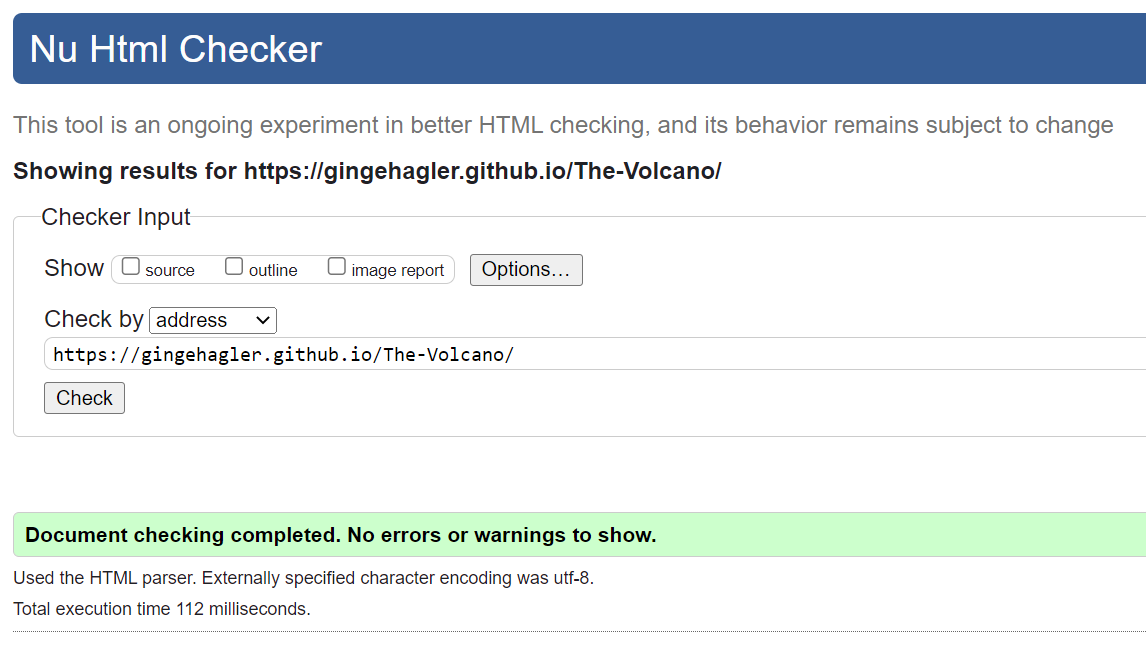 Nu Html Checker
This tool is an ongoing experiment in better HTML checking, and its behavior remains subject to change
Showing results for https://gingehagler.github.io/The-Volcano/
Checker Input
Show source outline image report Options...
Check by address
https://gingehagler.github.io/The-Volcano/
Check
Document checking completed. No errors or warnings to show.
Used the HTML parser. Externally specified character encoding was utf-8.
Total execution time 112 milliseconds.